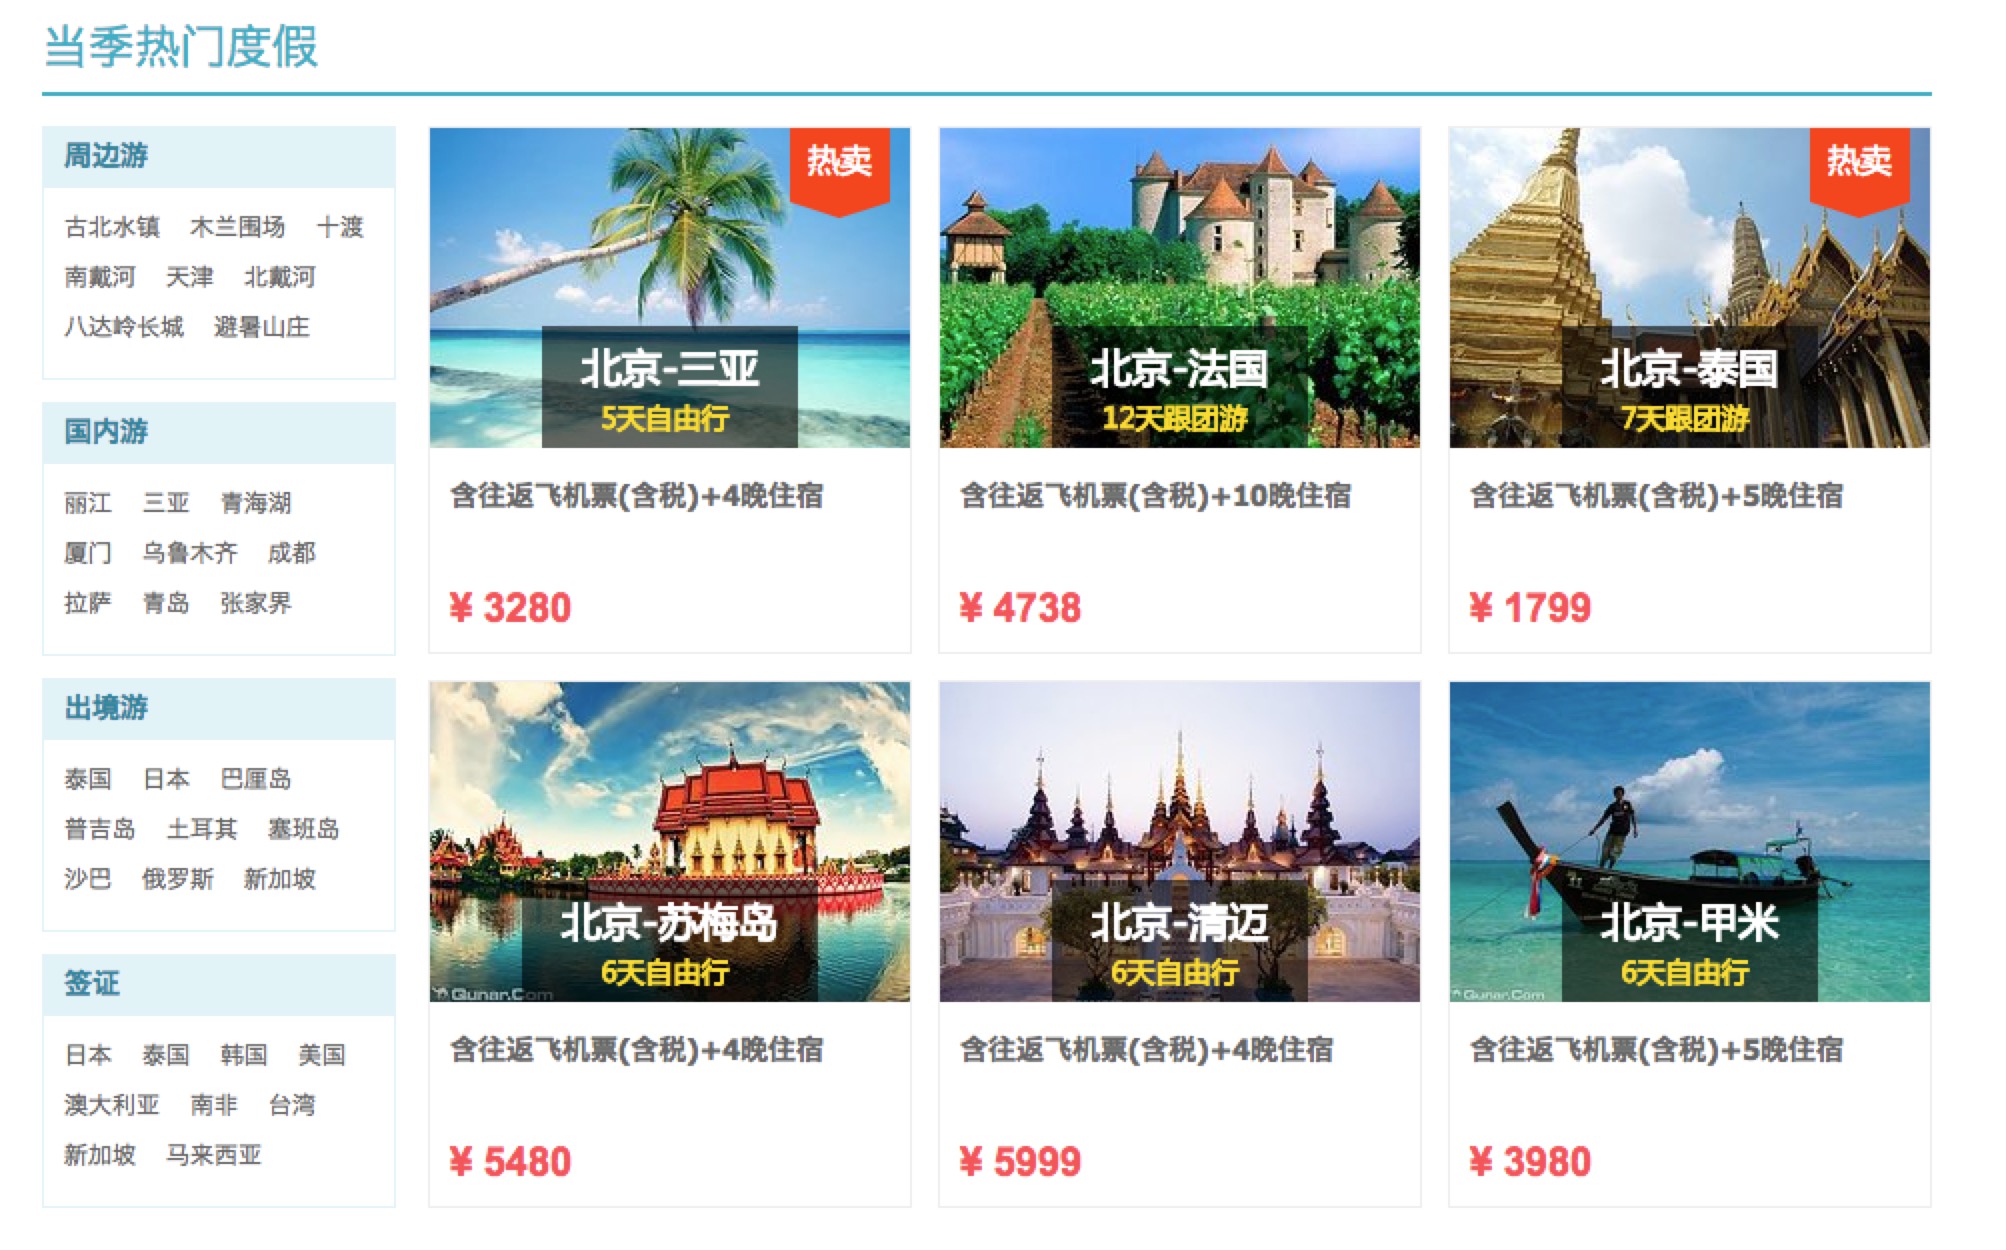 当季热门度假
周边游
古北水镇 木兰围场 十渡
南戴河 天津 北戴河
八达岭长城 避暑山庄
国内游
丽江 三亚 青海湖
厦门 乌鲁木齐 成都
拉萨 青岛 张家界
出境游
泰国 日本 巴厘岛
普吉岛 土耳其 塞班岛
沙巴 俄罗斯 新加坡
签证
日本 泰国 韩国 美国
澳大利亚 南非 台湾
新加坡 马来西亚
热卖
北京-三亚
5天自由行
含往返飞机票(含税)+4晚住宿
¥ 3280
北京-法国
12天跟团游
含往返飞机票(含税)+10晚住宿
¥ 4738
热卖
北京-泰国
7天跟团游
含往返飞机票(含税)+5晚住宿
¥ 1799
北京-苏梅岛
6天自由行
Qunar.Com
含往返飞机票(含税)+4晚住宿
¥ 5480
北京-清迈
6天自由行
含往返飞机票(含税)+4晚住宿
¥ 5999
北京-甲米
6天自由行
Qunar.Com
含往返飞机票(含税)+5晚住宿
¥ 3980